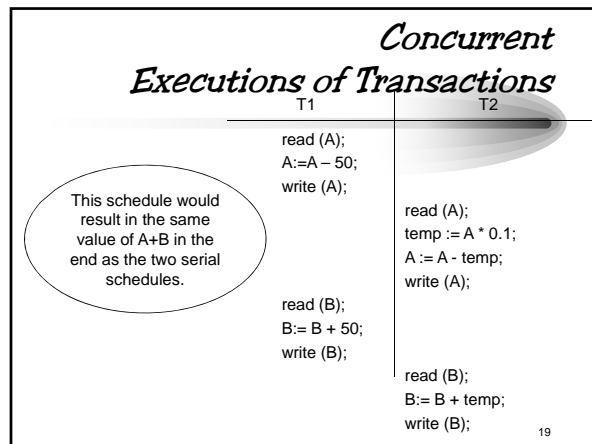 Concurrent
Executions of Transactions
T1 T2
read (A);
A:=A – 50;
write (A);
This schedule would
result in the same
value of A+B in the
end as the two serial
schedules.
read (A);
temp := A * 0.1;
A := A - temp;
write (A);
read (B);
B:= B + 50;
write (B);
read (B);
B:= B + temp;
write (B);
19